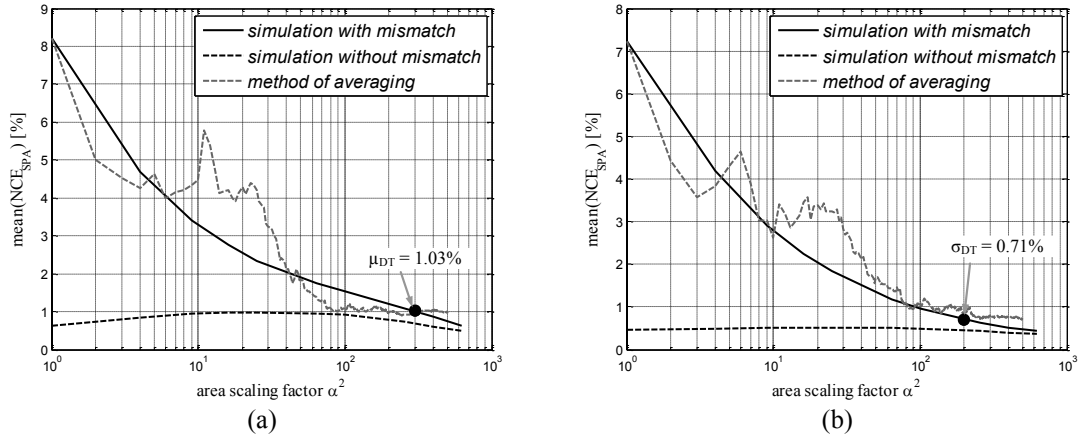 simulation with mismatch
simulation without mismatch
method of averaging
mean(NCE_SPA) [%]
9
8
7
6
5
4
3
2
1
0
μ_DT = 1.03%
10^0
10^1
10^2
10^3
area scaling factor α^2
(a)
simulation with mismatch
simulation without mismatch
method of averaging
mean(NCE_SPA) [%]
8
7
6
5
4
3
2
1
0
σ_DT = 0.71%
10^0
10^1
10^2
10^3
area scaling factor α^2
(b)